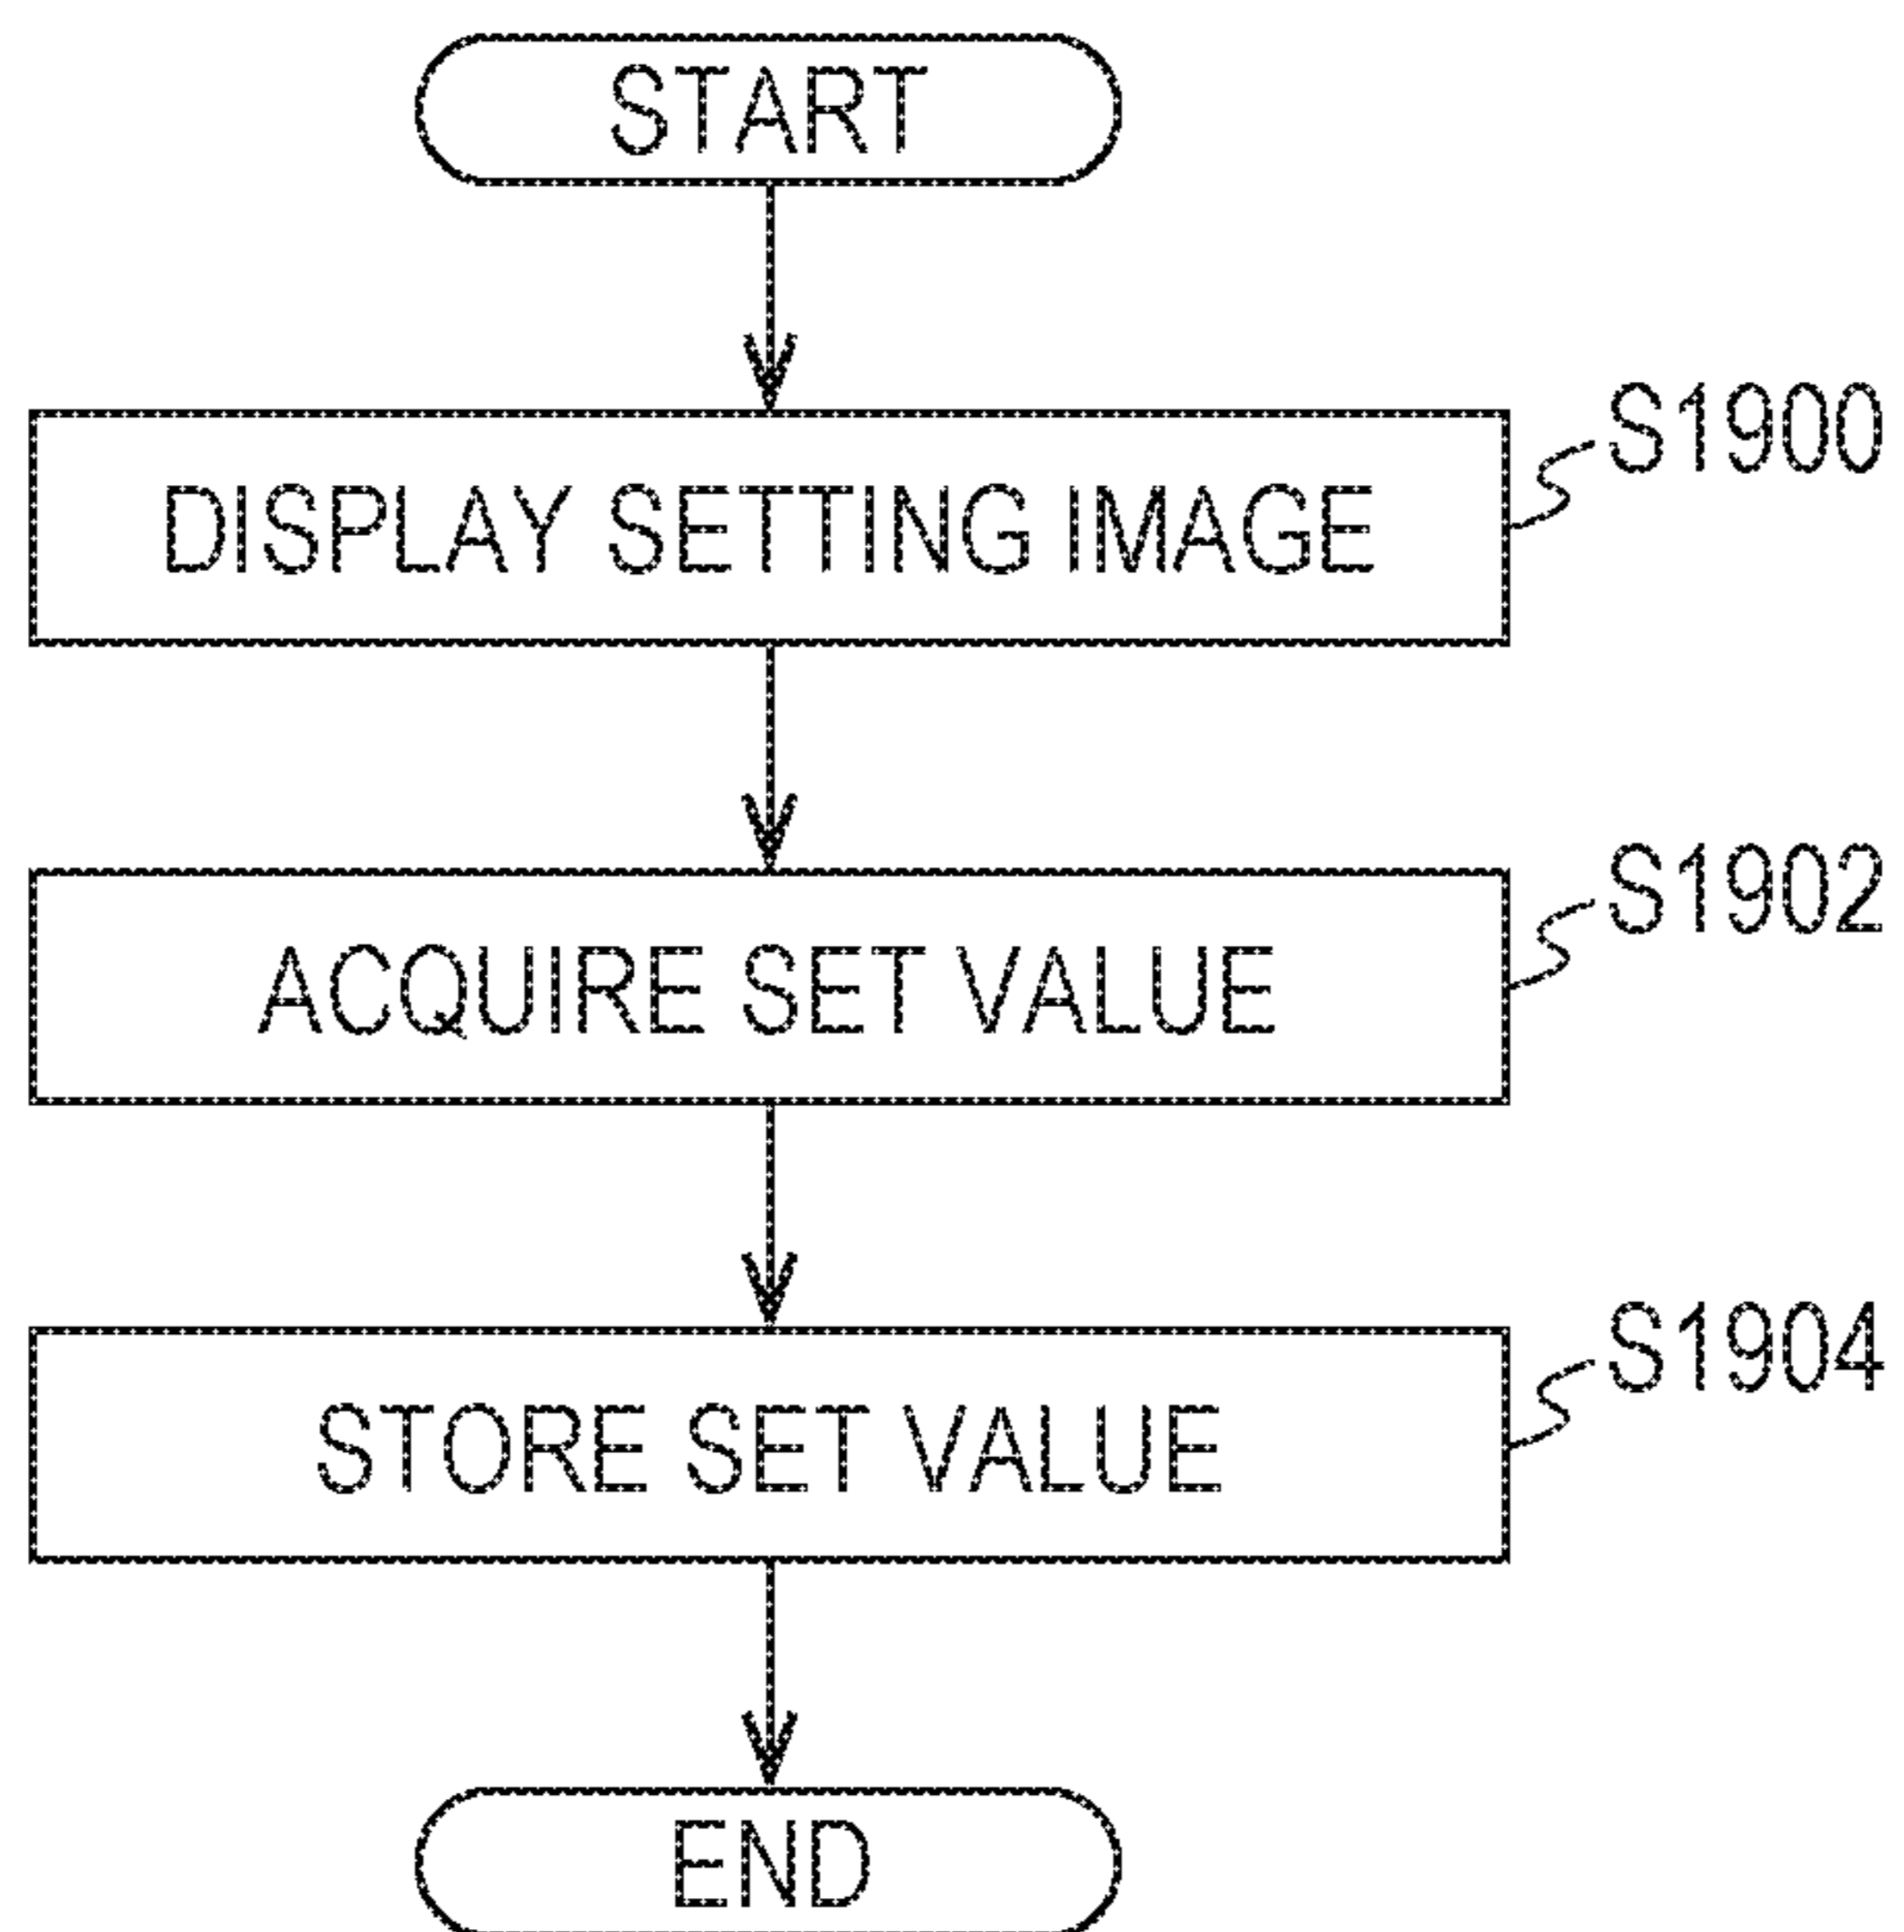 START
S1900
DISPLAY SETTING IMAGE
S1902
ACQUIRE SET VALUE
S1904
STORE SET VALUE
END